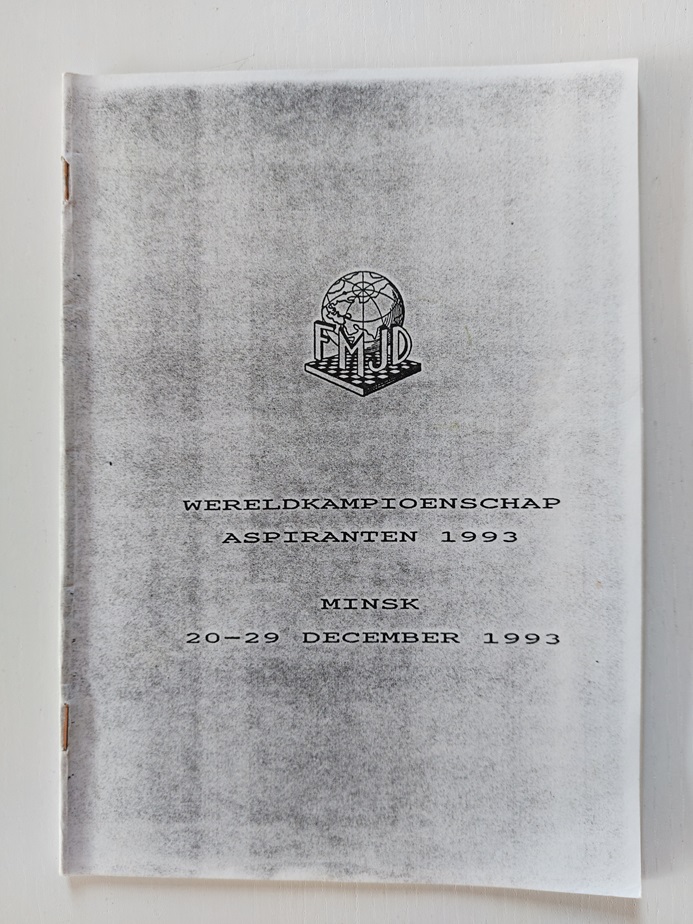 FMJD
WERELDKAMPIOENSCHAP
ASPIRANTEN 1993
MINSK
20-29 DECEMBER 1993